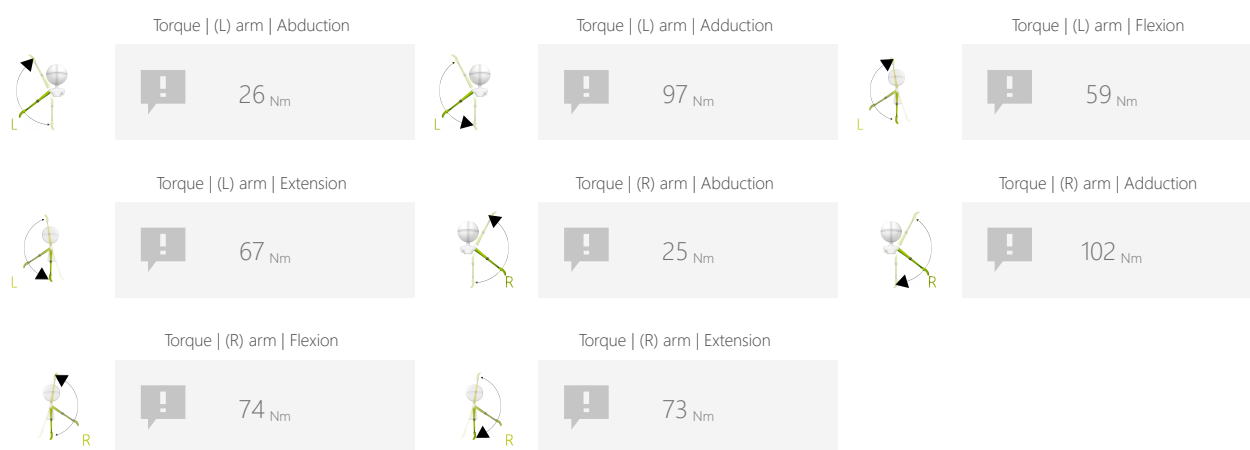 Torque | (L) arm | Abduction
L
26 Nm
Torque | (L) arm | Adduction
L
97 Nm
Torque | (L) arm | Flexion
L
59 Nm
Torque | (L) arm | Extension
L
67 Nm
Torque | (R) arm | Abduction
R
25 Nm
Torque | (R) arm | Adduction
R
102 Nm
Torque | (R) arm | Flexion
R
74 Nm
Torque | (R) arm | Extension
R
73 Nm